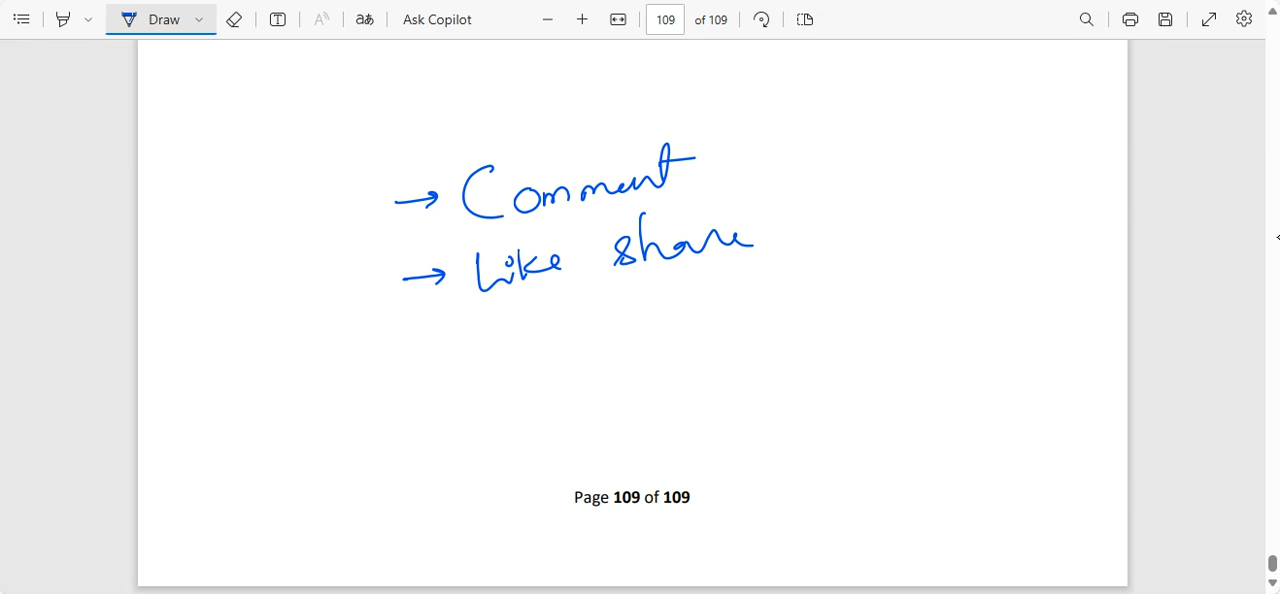 Draw
Ask Copilot
109 of 109
→ Comment
→ Like share
Page 109 of 109